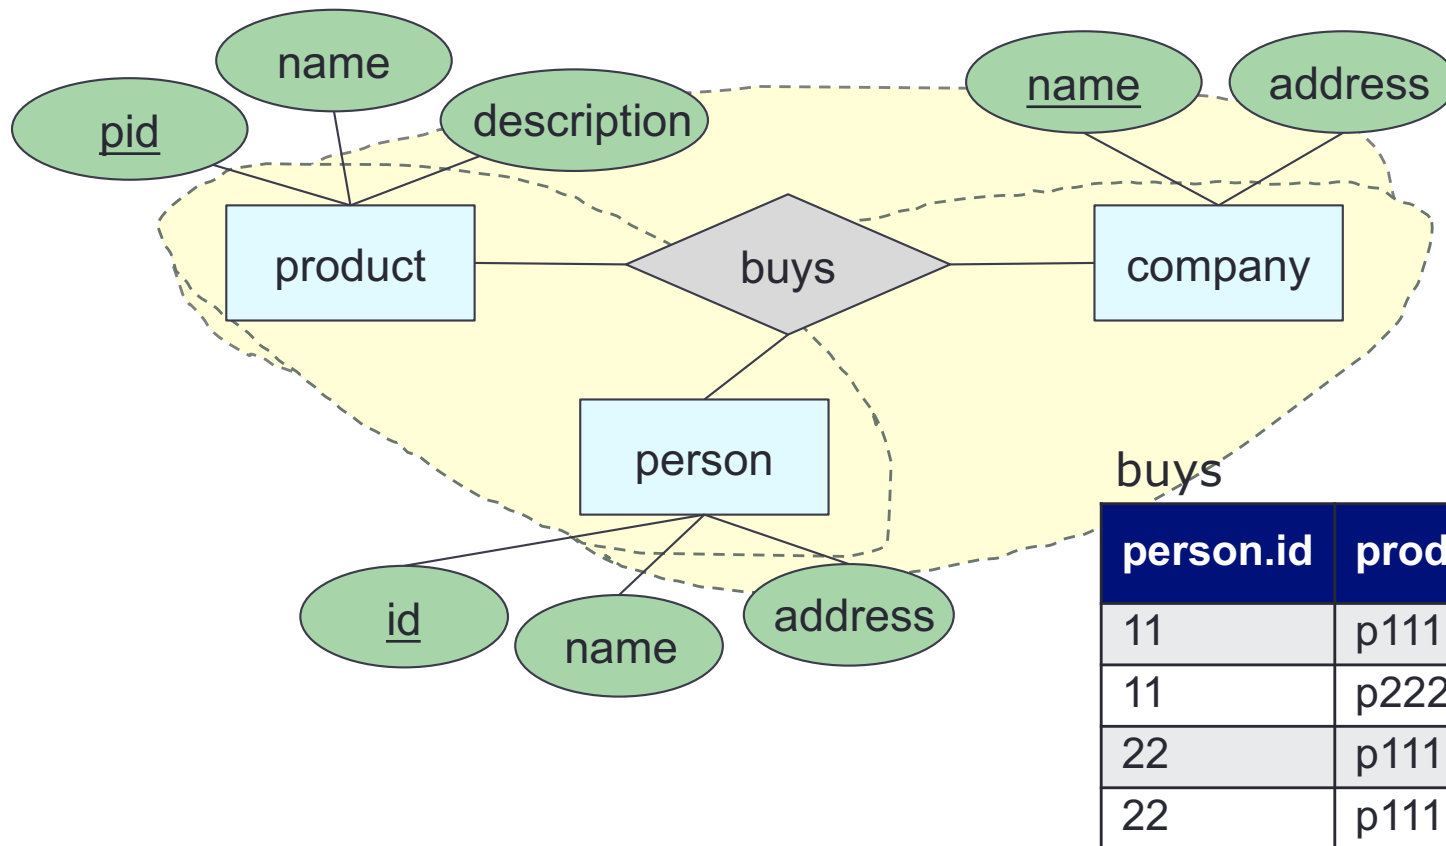 name
pid
description
name
address
product
buys
company
person
id
name
address
buys
person.id prod
11 p111
11 p222
22 p111
22 p111